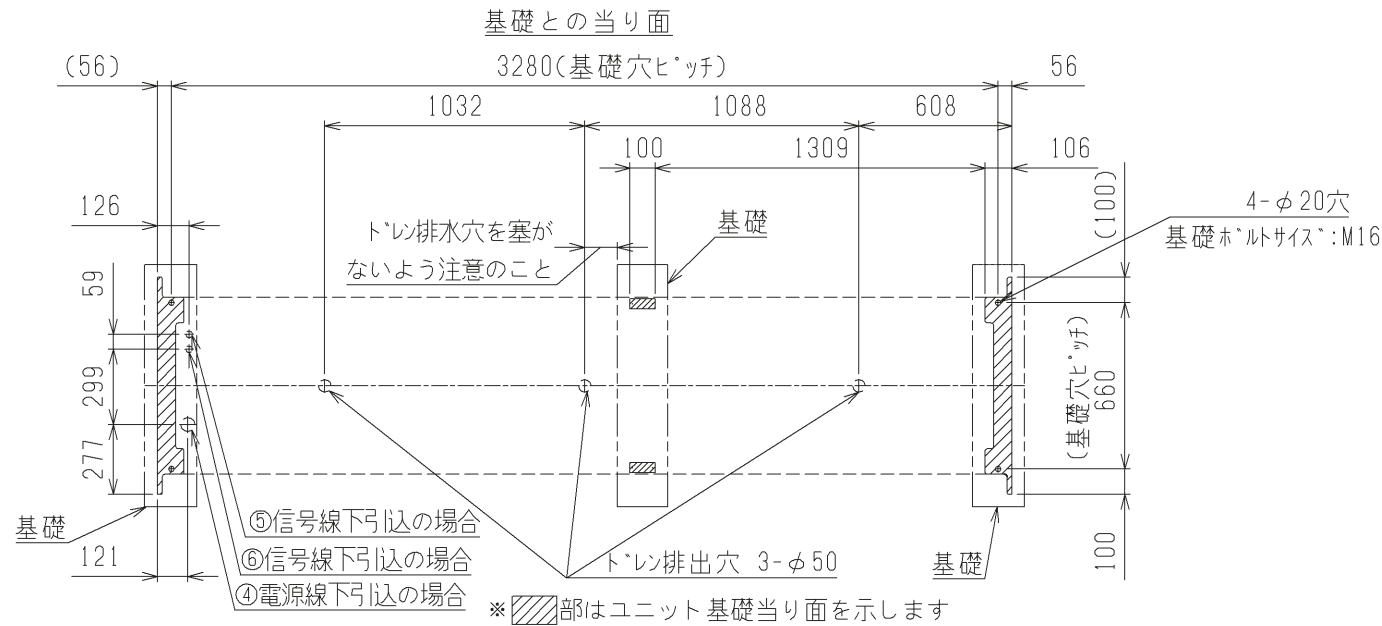 基礎との当り面
(56)
3280(基礎穴ピッチ)
56
1032
1088
608
100
1309
106
(100)
126
ドレン排水穴を塞が
ないよう注意のこと
基礎
4-φ20穴
基礎ボルトサイズ:M16
59
299
277
(基礎穴ピッチ)
660
100
基礎
⑤信号線下引込の場合
⑥信号線下引込の場合
121
④電源線下引込の場合
ドレン排出穴 3-φ50
基礎
※部はユニット基礎当り面を示します